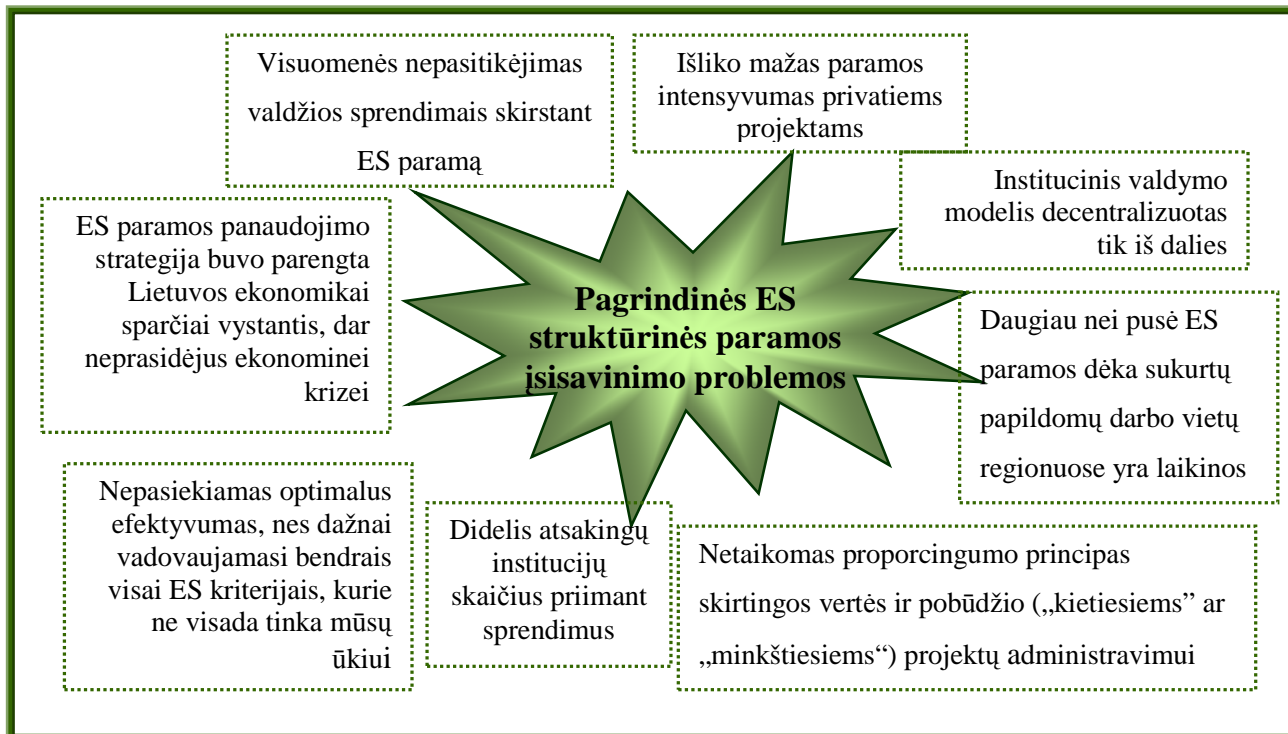 Visuomenės nepasitikėjimas
valdžios sprendimais skirstant
ES paramą
Išliko mažas paramos
intensyvumas privatiems
projektams
Institucinis valdymo
modelis decentralizuotas
tik iš dalies
ES paramos panaudojimo
strategija buvo parengta
Lietuvos ekonomikai
sparčiai vystantis, dar
neprasidėjus ekonominei
krizei
Pagrindinės ES
struktūrinės paramos
įsisavinimo problemos
Daugiau nei pusė ES
paramos dėka sukurtų
papildomų darbo vietų
regionuose yra laikinos
Nepasiekiamas optimalus
efektyvumas, nes dažnai
vadovaujamasi bendrais
visai ES kriterijais, kurie
ne visada tinka mūsų
ūkiui
Didelis atsakingų
institucijų
skaičius priimant
sprendimus
Netaikomas proporcingumo principas
skirtingos vertės ir pobūdžio („kietiesiems” ar
„minkštiesiems“) projektų administravimui